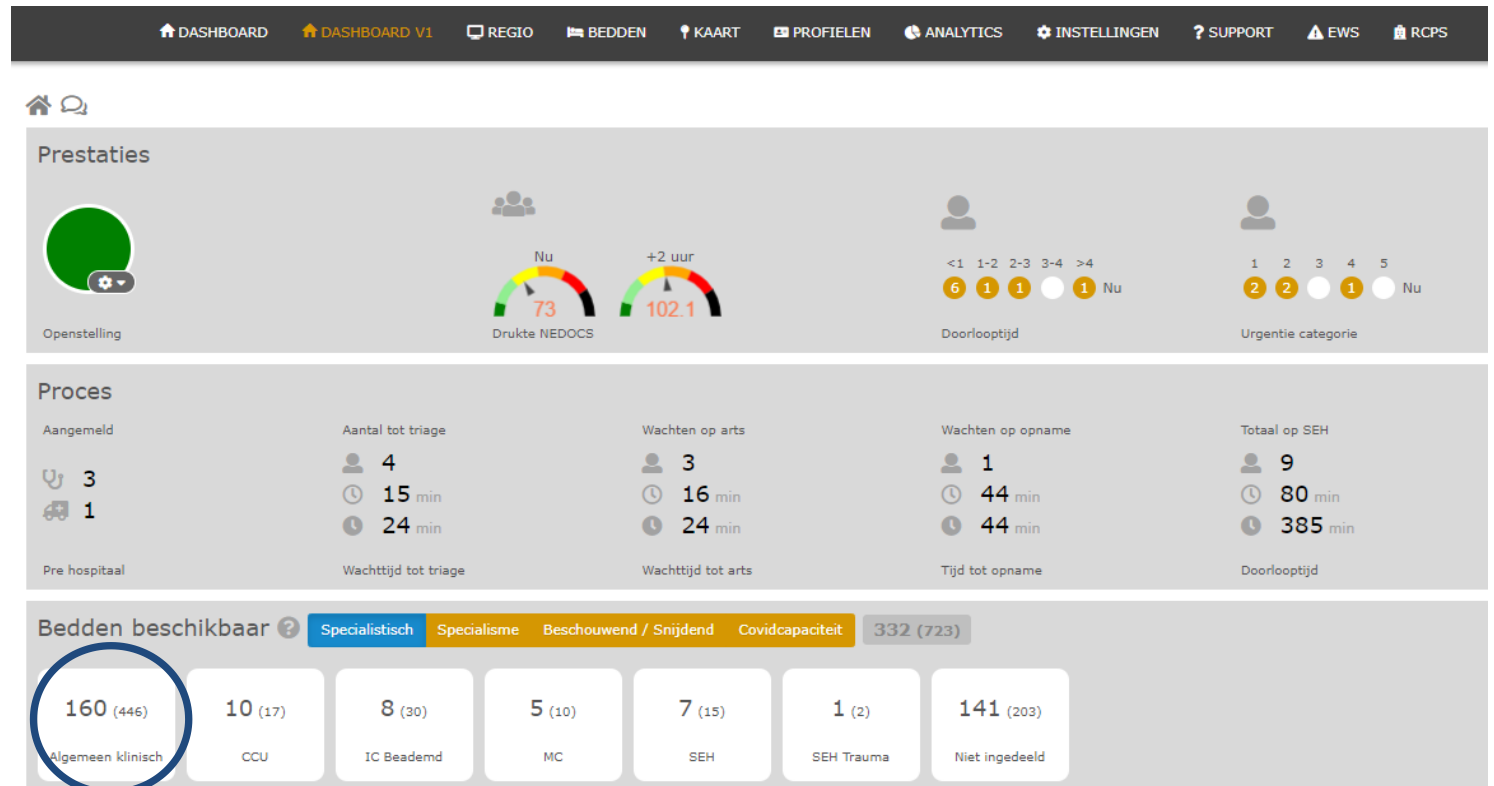 DASHBOARD DASHBOARD V1 REGIO BEDDEN KAART PROFIELEN ANALYTICS INSTELLINGEN ? SUPPORT EWS RCPS
Prestaties
Nu +2 uur
<1 1-2 2-3 3-4 >4
1 2 3 4 5
73 102.1
6 1 1 1 Nu
2 2 1 Nu
Openstelling Drukte NEDOCS Doorlooptijd Urgentie categorie
Proces
Aangemeld Aantal tot triage Wachten op arts Wachten op opname Totaal op SEH
3 4 3 1 9
15 min 16 min 44 min 80 min
1 24 min 24 min 44 min 385 min
Pre hospitaal Wachttijd tot triage Wachttijd tot arts Tijd tot opname Doorlooptijd
Bedden beschikbaar ? Specialistisch Specialisme Beschouwend / Snijdend Covidcapaciteit 332 (723)
160 (446) 10 (17) 8 (30) 5 (10) 7 (15) 1 (2) 141 (203)
Algemeen klinisch CCU IC Beademd MC SEH SEH Trauma Niet ingedeeld